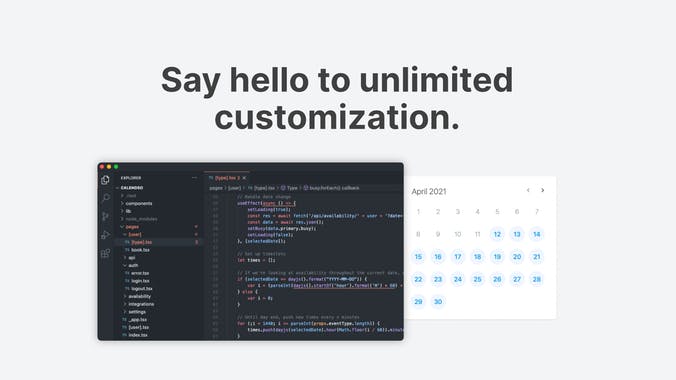 Say hello to unlimited
customization.
EXPLORER
CALENDSO
.next
components
lib
node_modules
pages
[user]
[type].tsx 2
book.tsx
api
auth
error.tsx
login.tsx
logout.tsx
availability
integrations
settings
_app.tsx
[user].tsx
index.tsx
[type].tsx 2
pages > [user] > [type].tsx > Type > busy.forEach() callback
// Handle date change
useEffect(async () => {
setLoading(true);
const res = await fetch('/api/availability/' + user + '?date=
const data = await res.json();
setBusy(data.primary.busy);
setLoading(false);
}, [selectedDate]);
// Set up timeslots
let times = [];
// If we're looking at availability throughout the current date,
if (selectedDate == dayjs().format("YYYY-MM-DD")) {
var i = (parseInt(dayjs().startOf('hour').format('H') * 60) +
} else {
var i = 0;
}
// Until day end, push new times every x minutes
for (;i < 1440; i += parseInt(props.eventType.length)) {
times.push(dayjs(selectedDate).hour(Math.floor(i / 60)).minute
}
April 2021
1 2 3 4 5 6 7
8 9 10 11 12 13 14
15 16 17 18 19 20 21
22 23 24 25 26 27 28
29 30